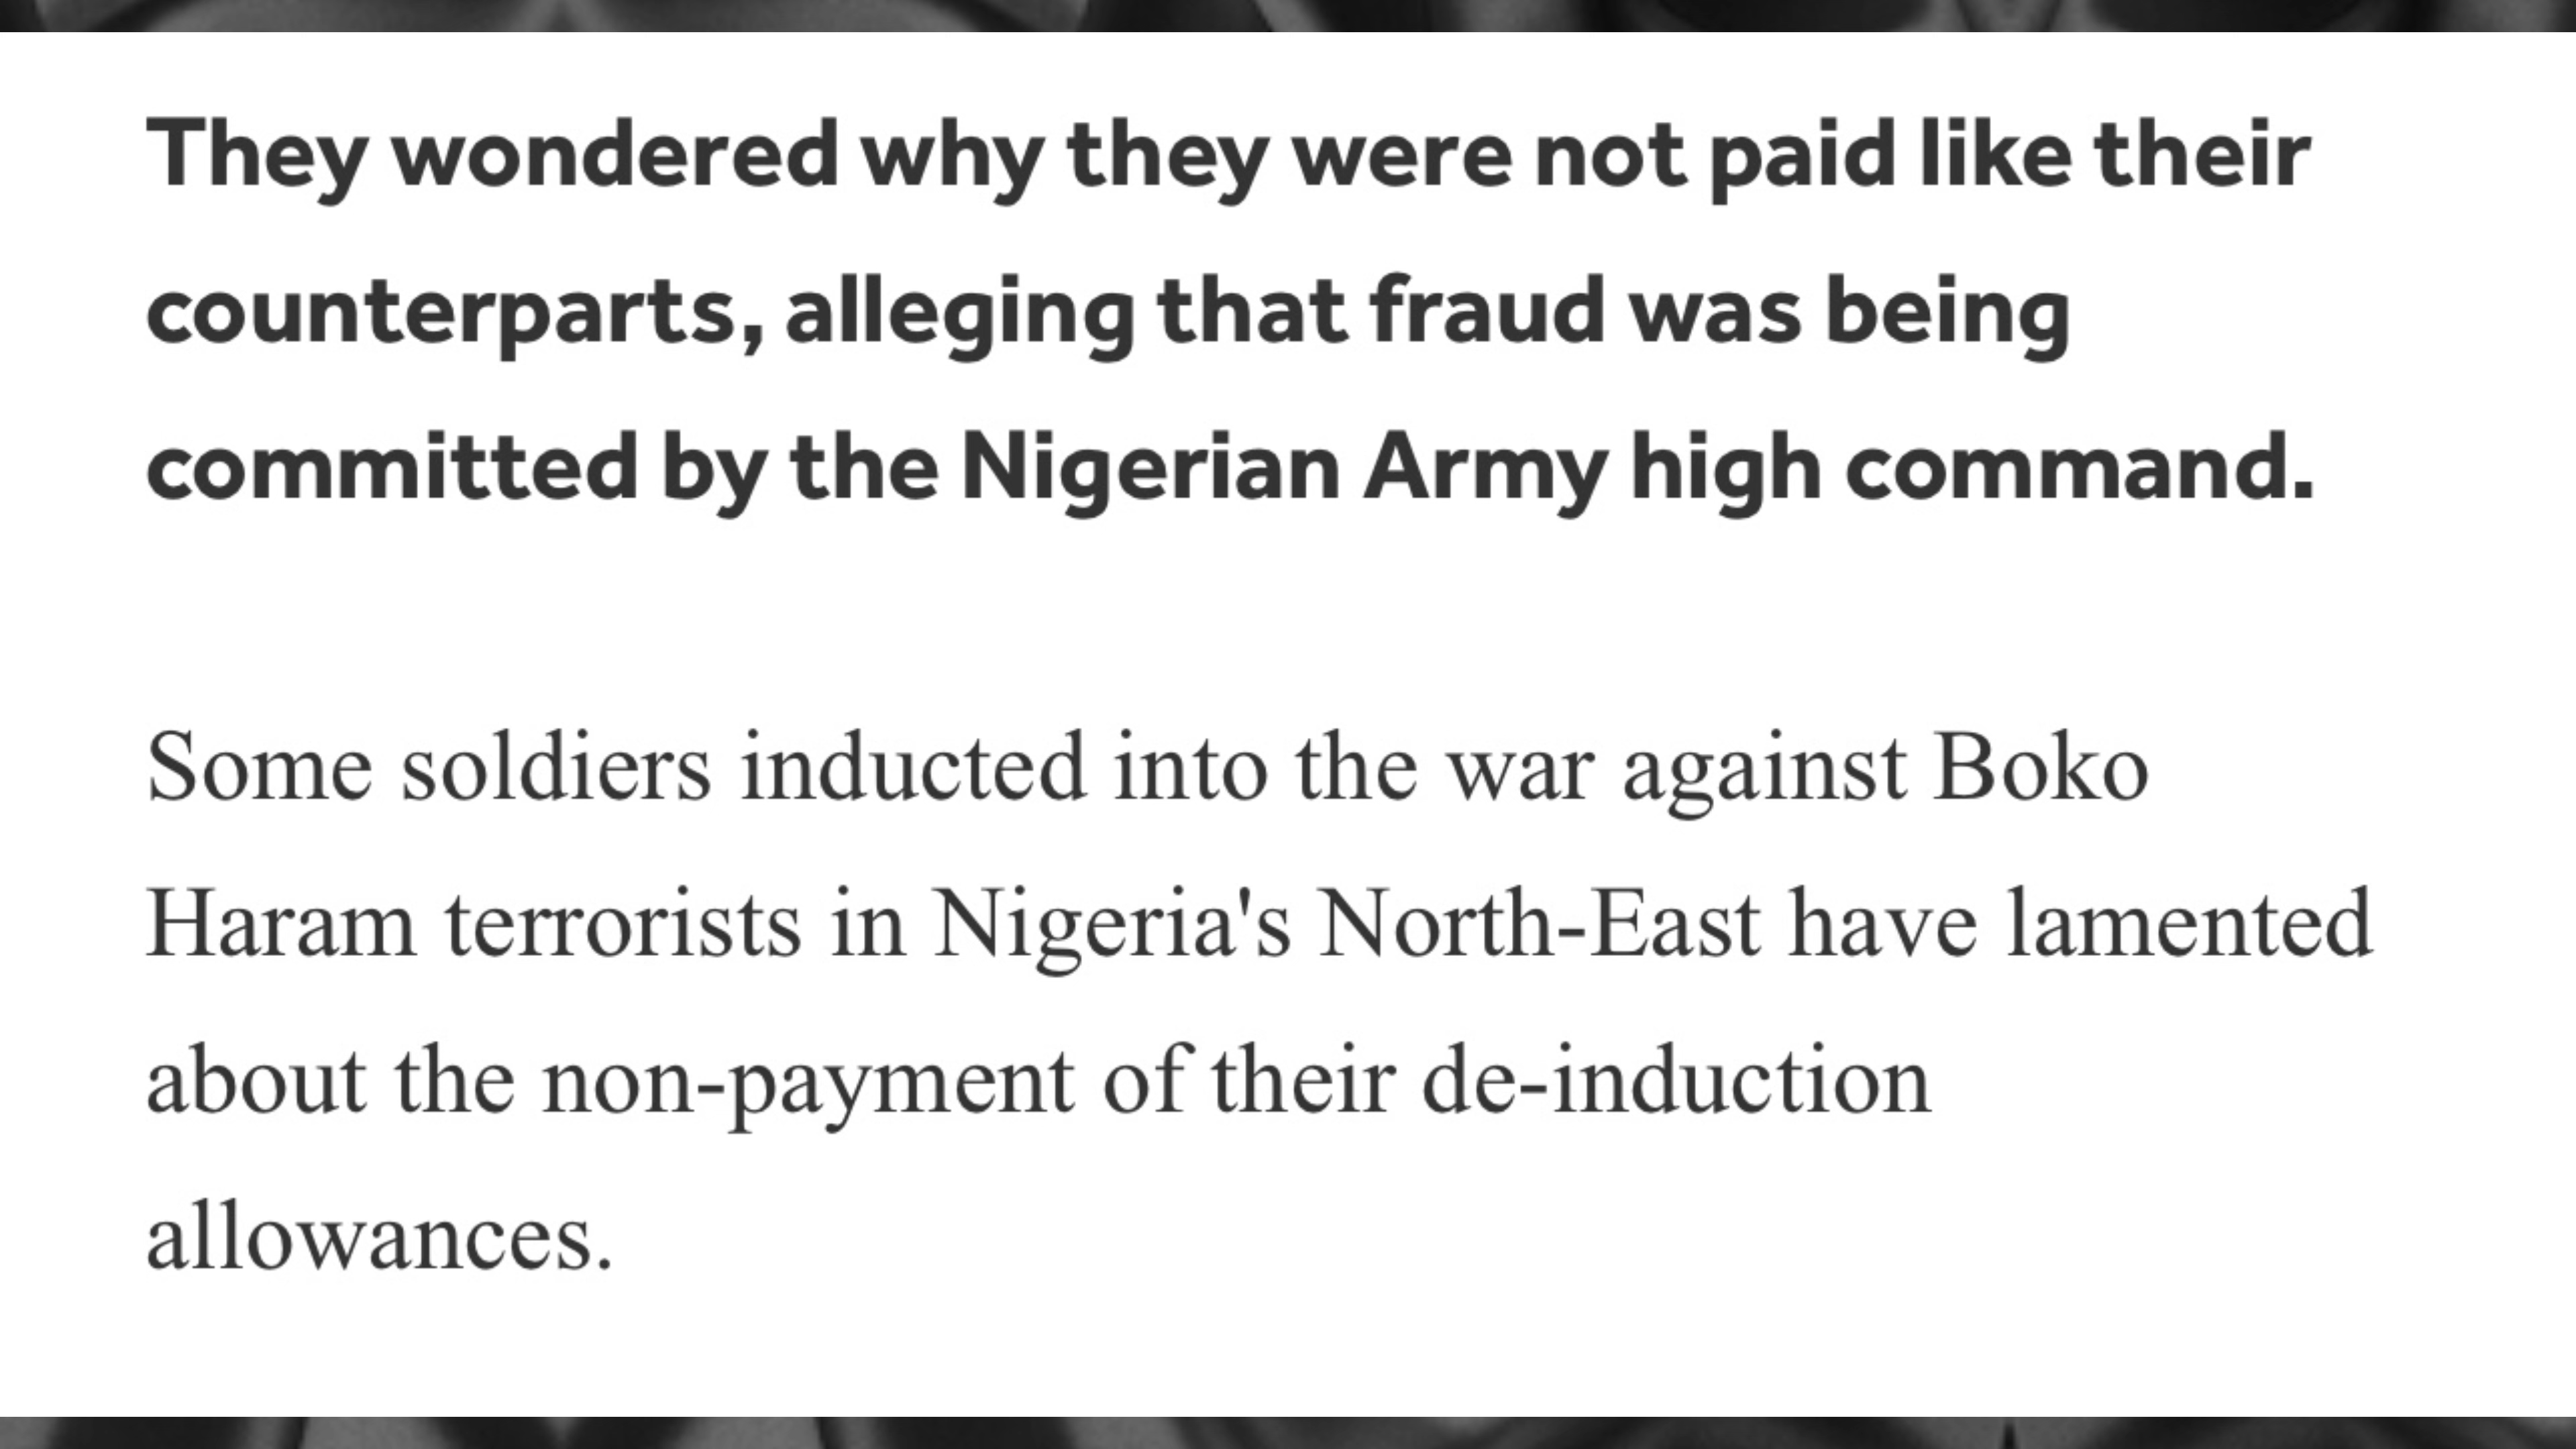 They wondered why they were not paid like their
counterparts, alleging that fraud was being
committed by the Nigerian Army high command.
Some soldiers inducted into the war against Boko
Haram terrorists in Nigeria's North-East have lamented
about the non-payment of their de-induction
allowances.